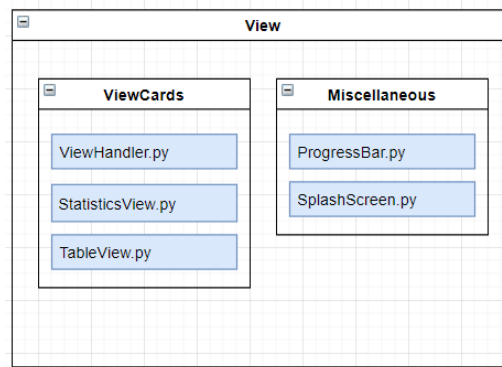 View
ViewCards
ViewHandler.py
StatisticsView.py
TableView.py
Miscellaneous
ProgressBar.py
SplashScreen.py